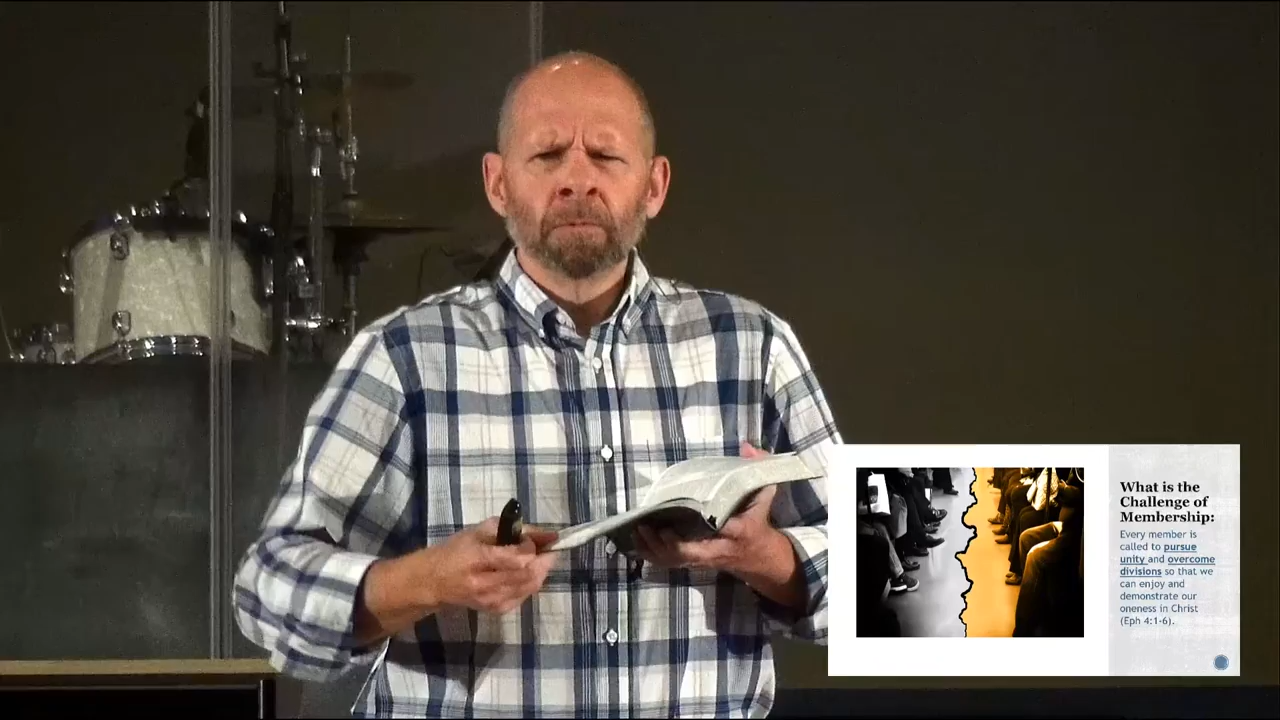 What is the
Challenge of
Membership:
Every member is
called to pursue
unity and overcome
divisions so that we
can enjoy and
demonstrate our
oneness in Christ
(Eph 4:1-6).